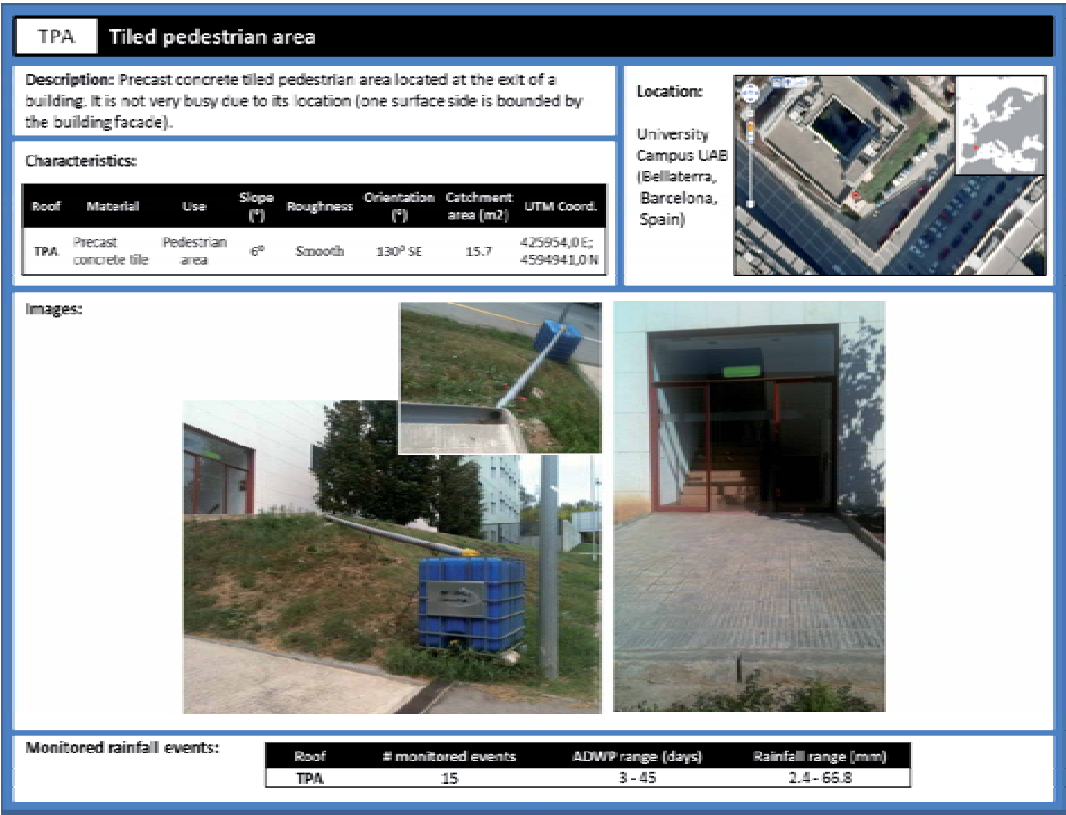 TPA Tiled pedestrian area
Description: Precast concrete tiled pedestrian area located at the exit of a
building. It is not very busy due to its location (one surface side is bounded by
the building facade).
Location:
University
Campus UAB
(Bellaterra,
Barcelona,
Spain)
Characteristics:
Roof Material Use Slope (°) Roughness Orientation (°) Catchment area (m2) UTM Coord.
TPA Precast concrete tile Pedestrian area 6º Smooth 130º SE 15.7 425954,0 E; 4594941,0 N
Images:
Monitored rainfall events:
Roof # monitored events ADWP range (days) Rainfall range (mm)
TPA 15 3 - 45 2.4 - 66.8